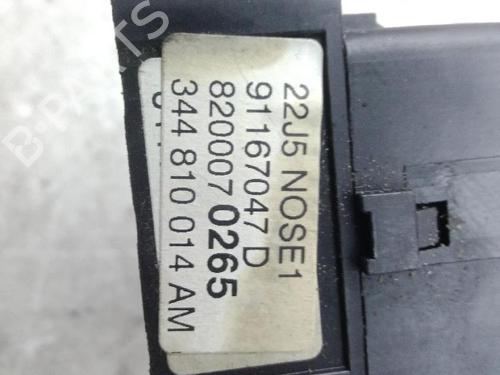 22J5 NOSE1
91167047 D
820007 0265
344 810 014 AM
B-PARTS